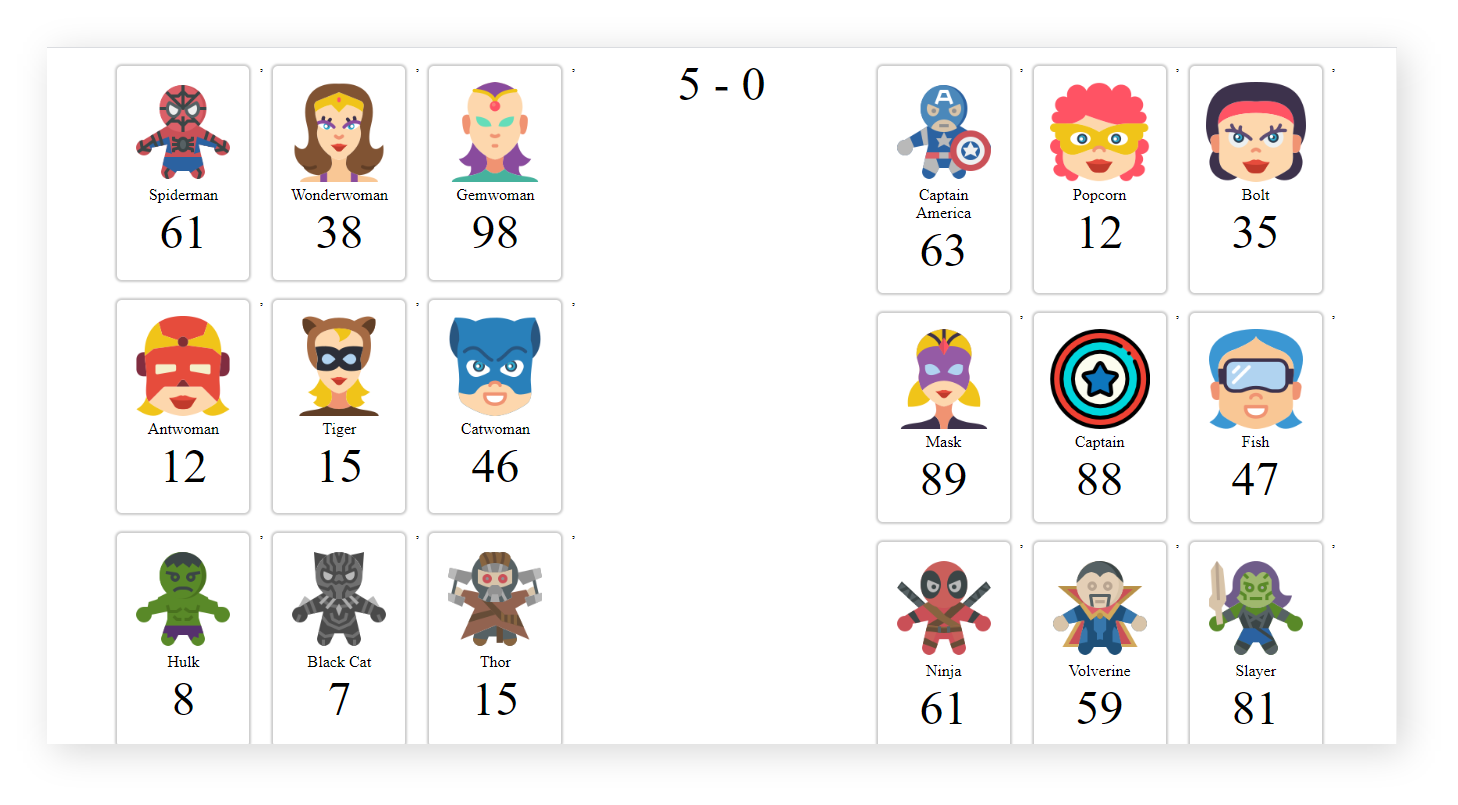 5 - 0
Spiderman
61
,
Wonderwoman
38
,
Gemwoman
98
,
Antwoman
12
,
Tiger
15
,
Catwoman
46
,
Hulk
8
,
Black Cat
7
,
Thor
15
,
A
Captain
America
63
,
Popcorn
12
,
Bolt
35
,
Mask
89
,
Captain
88
,
Fish
47
,
Ninja
61
,
Volverine
59
,
Slayer
81
,